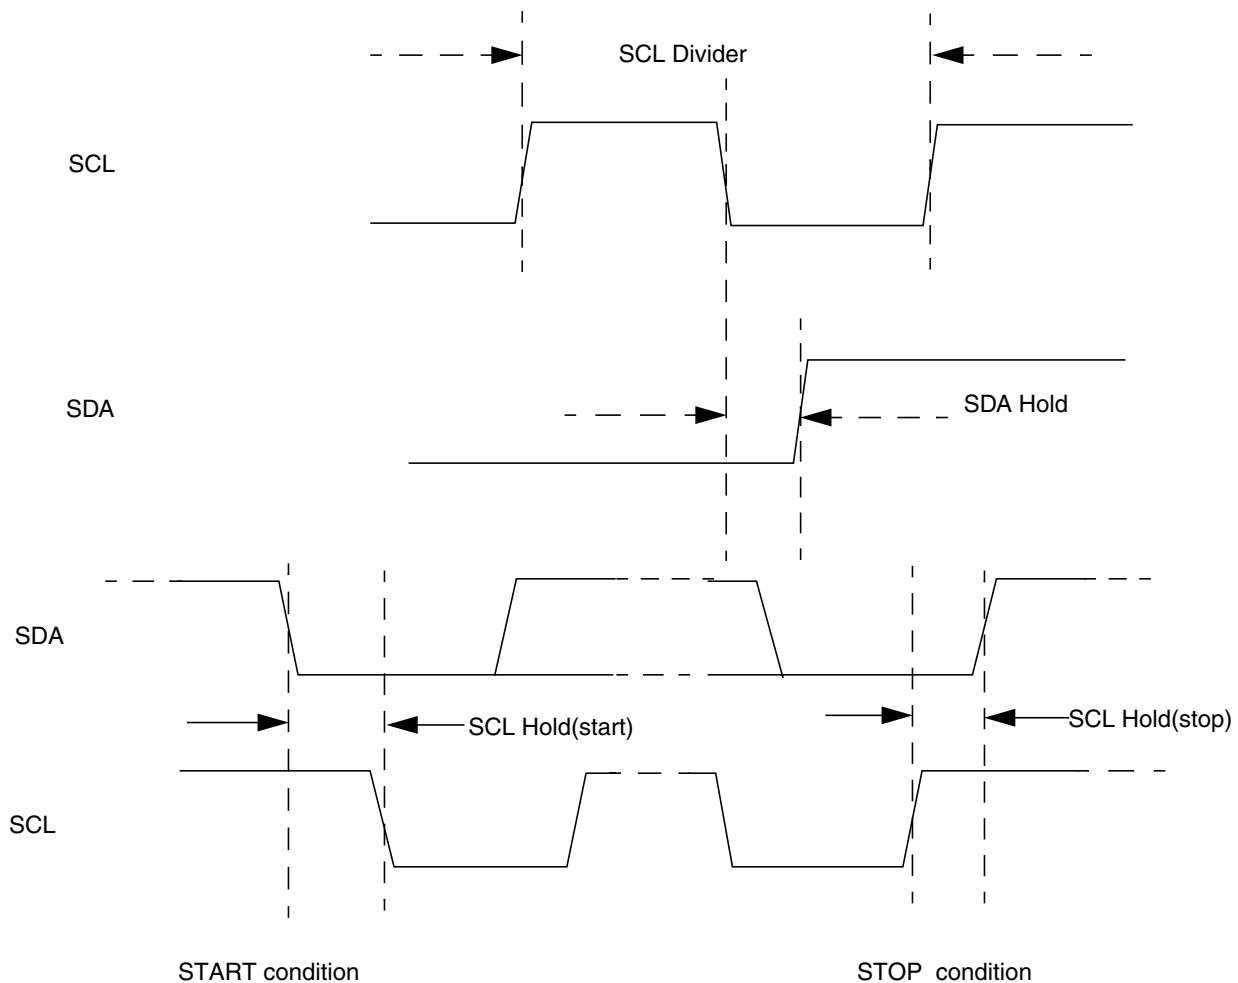 SCL Divider
SCL
SDA
SDA Hold
SDA
SCL Hold(start)
SCL Hold(stop)
SCL
START condition
STOP condition